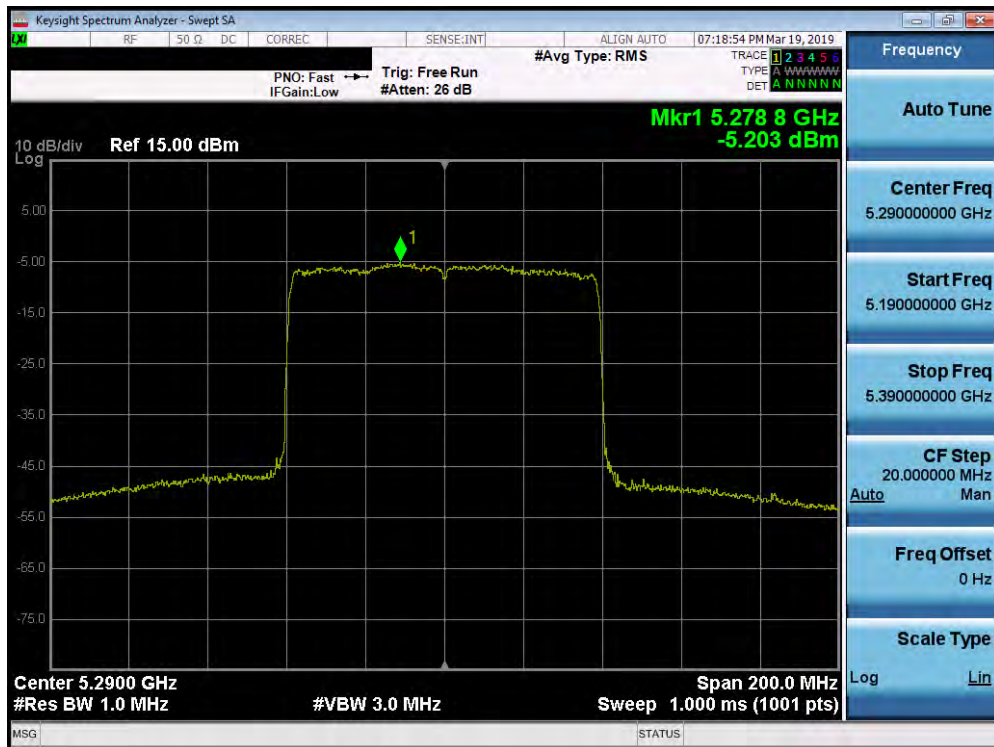 Keysight Spectrum Analyzer - Swept SA
LXI RF 50 Ω DC CORREC SENSE:INT ALIGN AUTO 07:18:54 PM Mar 19, 2019
PNO: Fast Trig: Free Run #Avg Type: RMS TRACE 1 2 3 4 5 6
IFGain:Low #Atten: 26 dB TYPE A WWWWW
DET A N N N N N
Mkr1 5.278 8 GHz
-5.203 dBm
10 dB/div Ref 15.00 dBm
Log
5.00
1
-5.00
-15.0
-25.0
-35.0
-45.0
-55.0
-65.0
-75.0
Center 5.2900 GHz Span 200.0 MHz
#Res BW 1.0 MHz #VBW 3.0 MHz Sweep 1.000 ms (1001 pts)
MSG STATUS
Frequency
Auto Tune
Center Freq
5.290000000 GHz
Start Freq
5.190000000 GHz
Stop Freq
5.390000000 GHz
CF Step
20.000000 MHz
Auto Man
Freq Offset
0 Hz
Scale Type
Log Lin